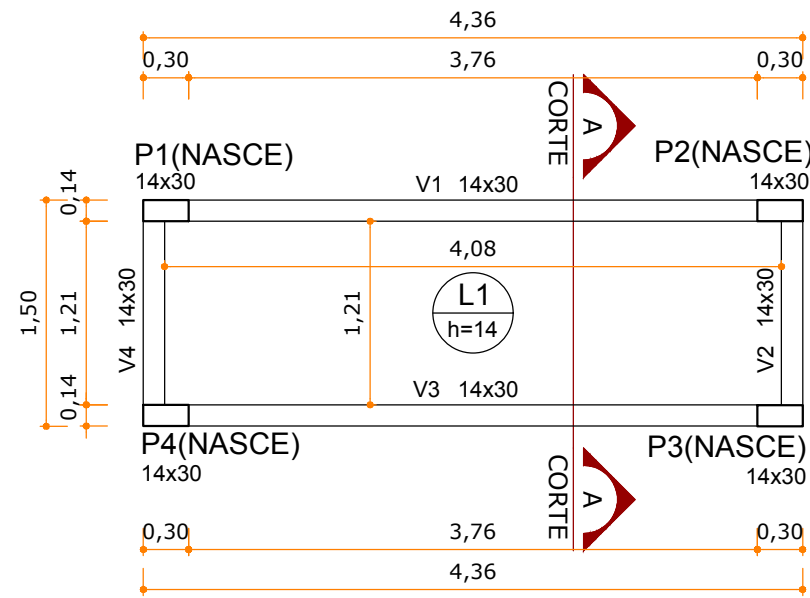 4,36
0,30 3,76 0,30
CORTE A
P1(NASCE) P2(NASCE)
14x30 14x30
V1 14x30
0,14
4,08
1,50 1,21 V4 14x30 1,21 L1 V2 14x30
h=14
V3 14x30
0,14
P4(NASCE) P3(NASCE)
14x30 14x30
CORTE A
0,30 3,76 0,30
4,36